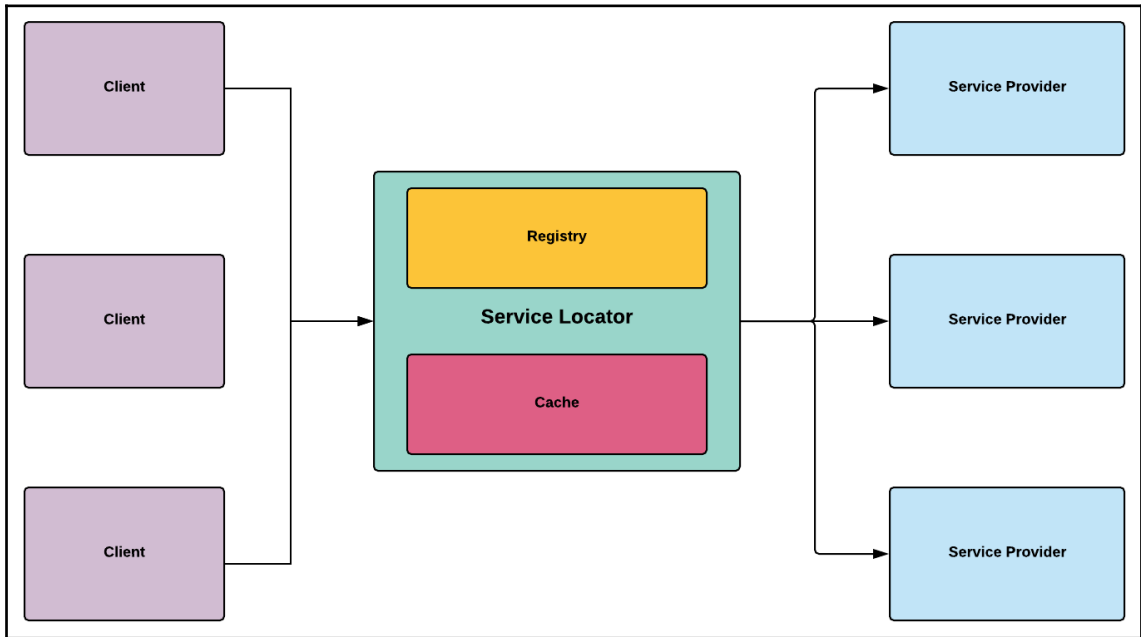 Client
Service Provider
Registry
Client
Service Locator
Service Provider
Cache
Client
Service Provider